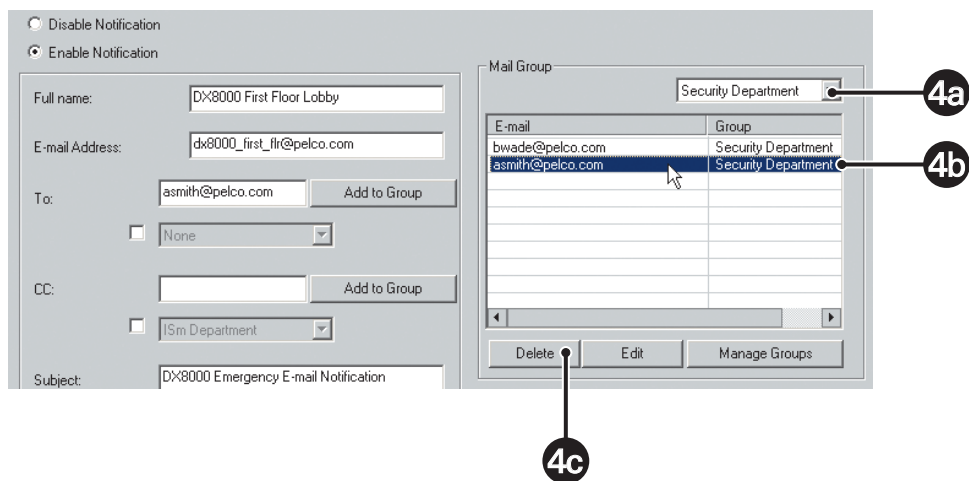 Disable Notification
Enable Notification
Full name:
DX8000 First Floor Lobby
E-mail Address:
dx8000_first_flr@pelco.com
To:
asmith@pelco.com
Add to Group
None
CC:
Add to Group
ISm Department
Subject:
DX8000 Emergency E-mail Notification
Mail Group
Security Department
E-mail Group
bwade@pelco.com Security Department
asmith@pelco.com Security Department
Delete Edit Manage Groups
4a
4b
4c